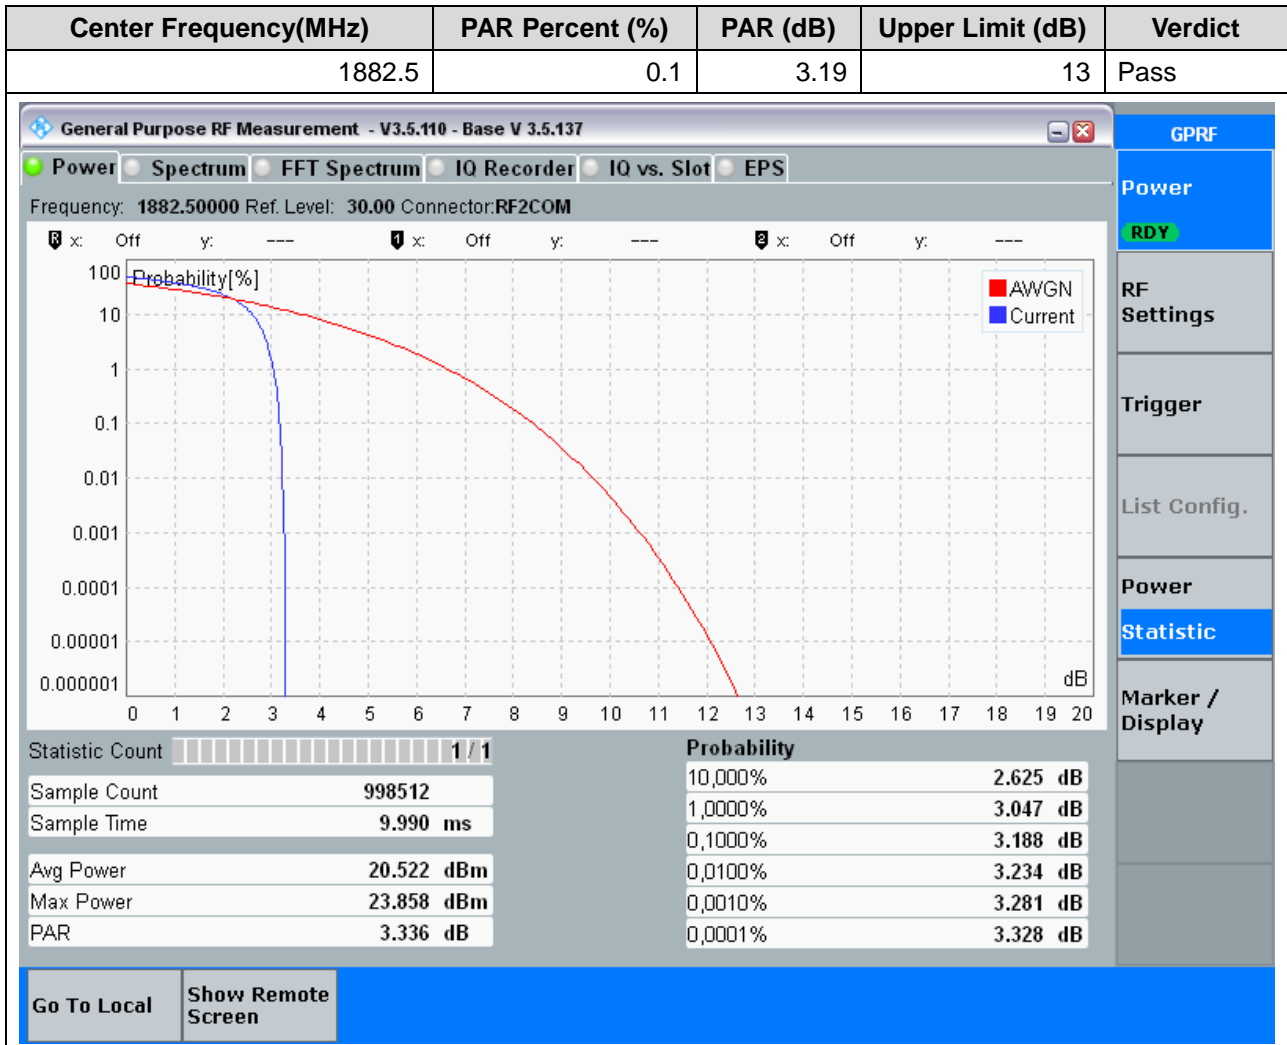 Center Frequency(MHz) PAR Percent (%) PAR (dB) Upper Limit (dB) Verdict
1882.5 0.1 3.19 13 Pass
General Purpose RF Measurement - V3.5.110 - Base V 3.5.137
GPRF
Power Spectrum FFT Spectrum IQ Recorder IQ vs. Slot EPS
Power
RDY
Frequency: 1882.50000 Ref. Level: 30.00 Connector:RF2COM
R x: Off y: --- 1 x: Off y: --- 2 x: Off y: ---
Probability[%]
AWGN
Current
100
10
1
0.1
0.01
0.001
0.0001
0.00001
0.000001
dB
0 1 2 3 4 5 6 7 8 9 10 11 12 13 14 15 16 17 18 19 20
RF
Settings
Trigger
List Config.
Power
Statistic
Marker /
Display
Statistic Count 1 / 1
Sample Count 998512
Sample Time 9.990 ms
Avg Power 20.522 dBm
Max Power 23.858 dBm
PAR 3.336 dB
Probability
10,000% 2.625 dB
1,0000% 3.047 dB
0,1000% 3.188 dB
0,0100% 3.234 dB
0,0010% 3.281 dB
0,0001% 3.328 dB
Go To Local
Show Remote
Screen